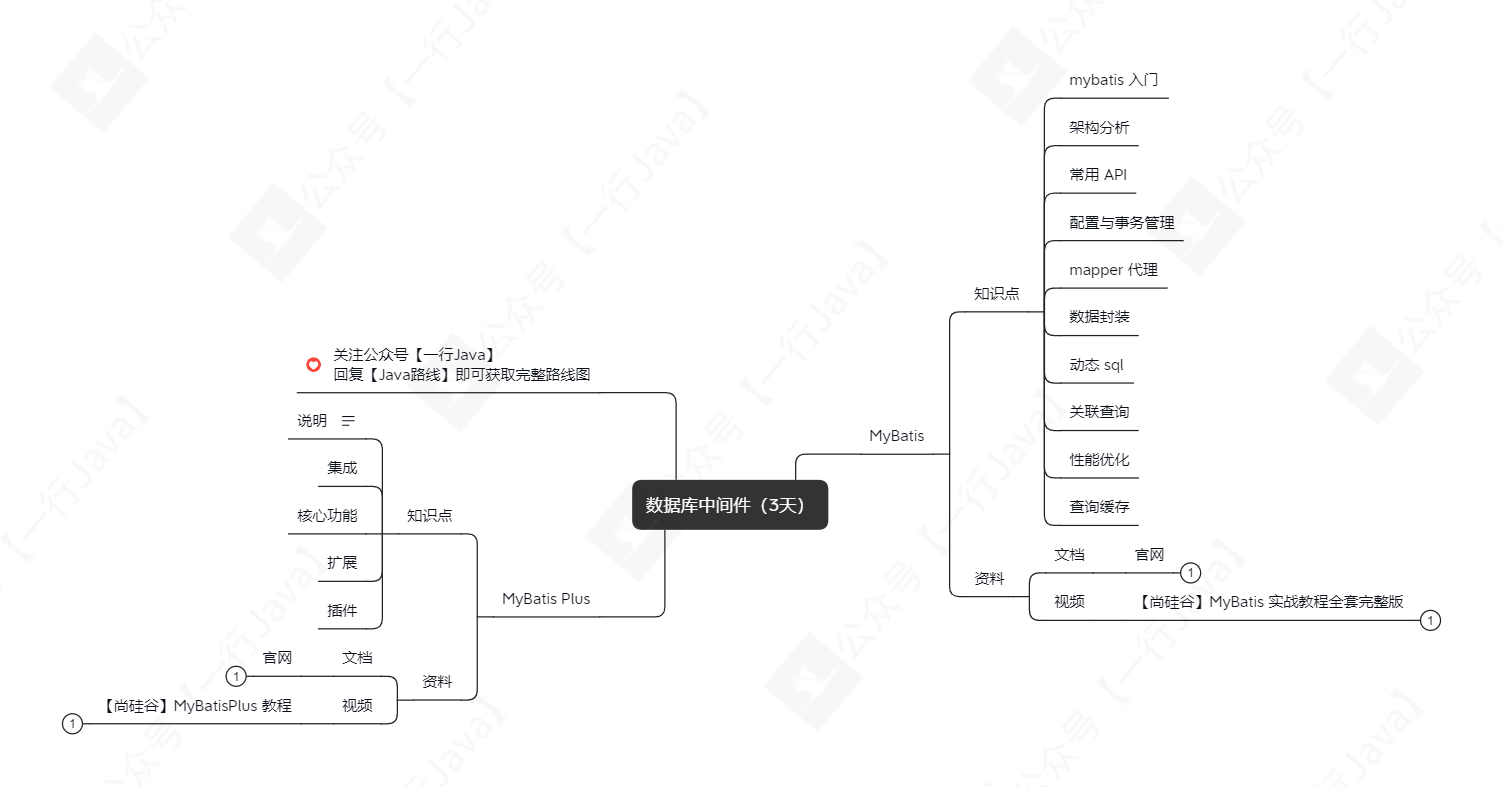 数据库中间件（3天）
MyBatis
知识点
mybatis 入门
架构分析
常用 API
配置与事务管理
mapper 代理
数据封装
动态 sql
关联查询
性能优化
查询缓存
资料
文档
官网
1
视频
【尚硅谷】MyBatis 实战教程全套完整版
1
关注公众号【一行Java】
回复【Java路线】即可获取完整路线图
MyBatis Plus
知识点
说明
集成
核心功能
扩展
插件
资料
文档
官网
1
视频
【尚硅谷】MyBatisPlus 教程
1
公众号【一行Java】